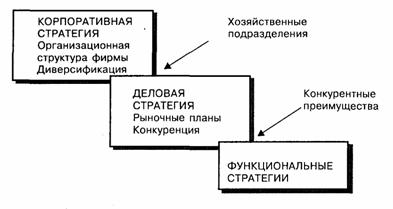 КОРПОРАТИВНАЯ
СТРАТЕГИЯ
Организационная
структура фирмы
Диверсификация
Хозяйственные
подразделения
ДЕЛОВАЯ
СТРАТЕГИЯ
Рыночные планы
Конкуренция
Конкурентные
преимущества
ФУНКЦИОНАЛЬНЫЕ
СТРАТЕГИИ